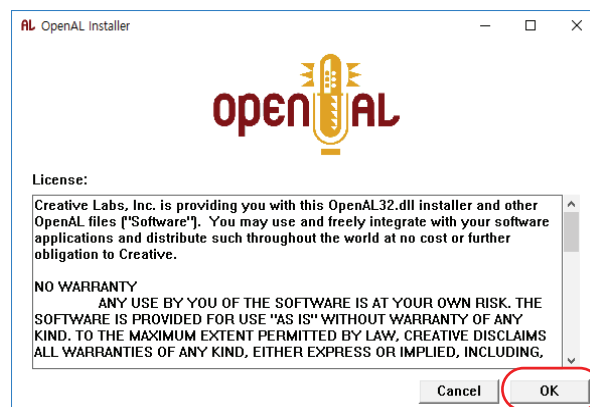 AL OpenAL Installer
OPEN AL
License:
Creative Labs, Inc. is providing you with this OpenAL32.dll installer and other
OpenAL files ("Software").  You may use and freely integrate with your software
applications and distribute such throughout the world at no cost or further
obligation to Creative.
NO WARRANTY
ANY USE BY YOU OF THE SOFTWARE IS AT YOUR OWN RISK. THE
SOFTWARE IS PROVIDED FOR USE "AS IS" WITHOUT WARRANTY OF ANY
KIND. TO THE MAXIMUM EXTENT PERMITTED BY LAW, CREATIVE DISCLAIMS
ALL WARRANTIES OF ANY KIND, EITHER EXPRESS OR IMPLIED, INCLUDING,
Cancel OK